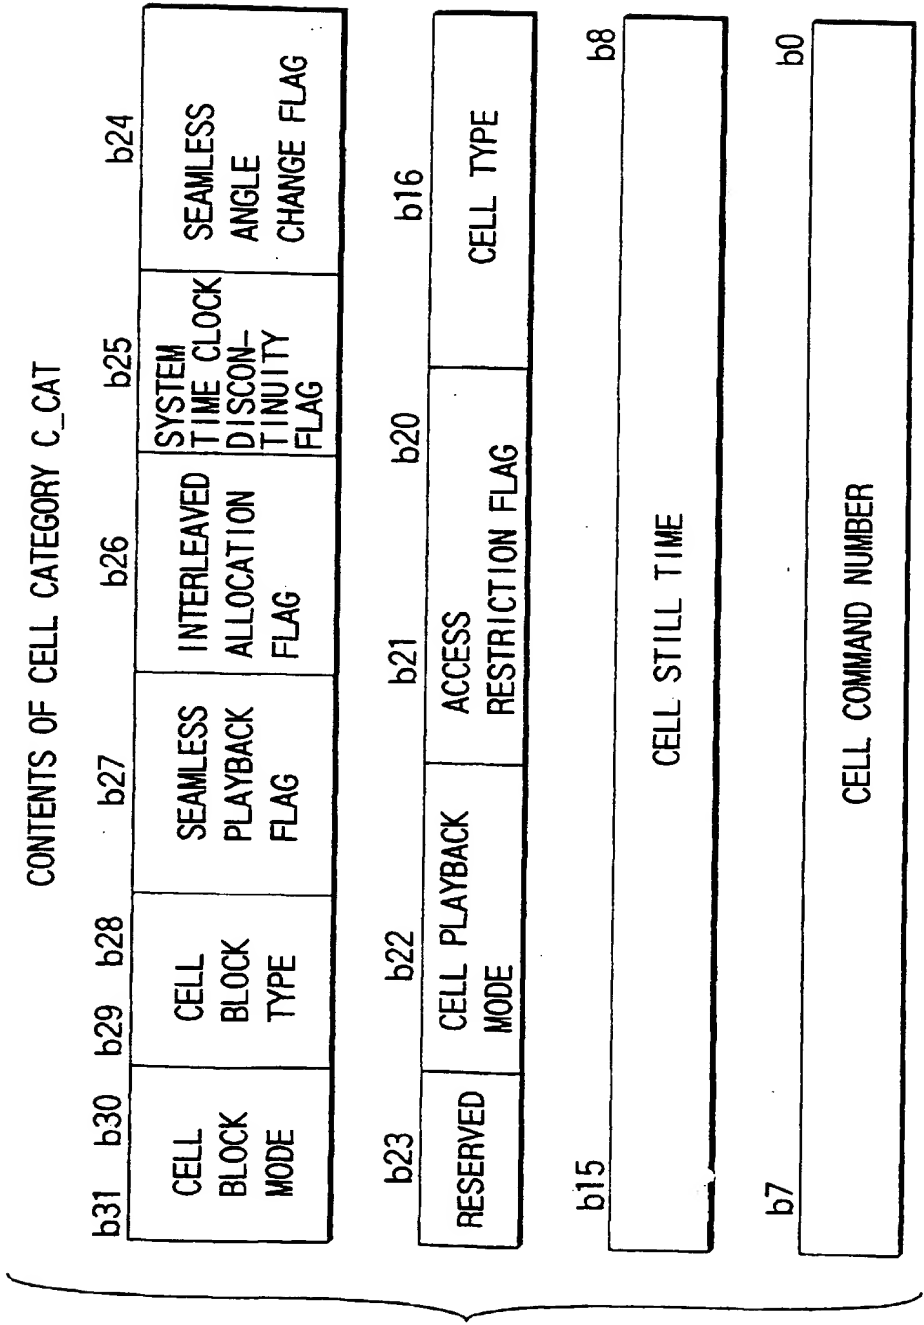 CONTENTS OF CELL CATEGORY C_CAT
b31 b30 b29 b28 b27 b26 b25 b24
CELL
BLOCK
MODE
CELL
BLOCK
TYPE
SEAMLESS
PLAYBACK
FLAG
INTERLEAVED
ALLOCATION
FLAG
SYSTEM
TIME CLOCK
DISCON-
TINUITY
FLAG
SEAMLESS
ANGLE
CHANGE FLAG
b23 b22 b21 b20 b16
RESERVED
CELL PLAYBACK
MODE
ACCESS
RESTRICTION FLAG
CELL TYPE
b15 b8
CELL STILL TIME
b7 b0
CELL COMMAND NUMBER